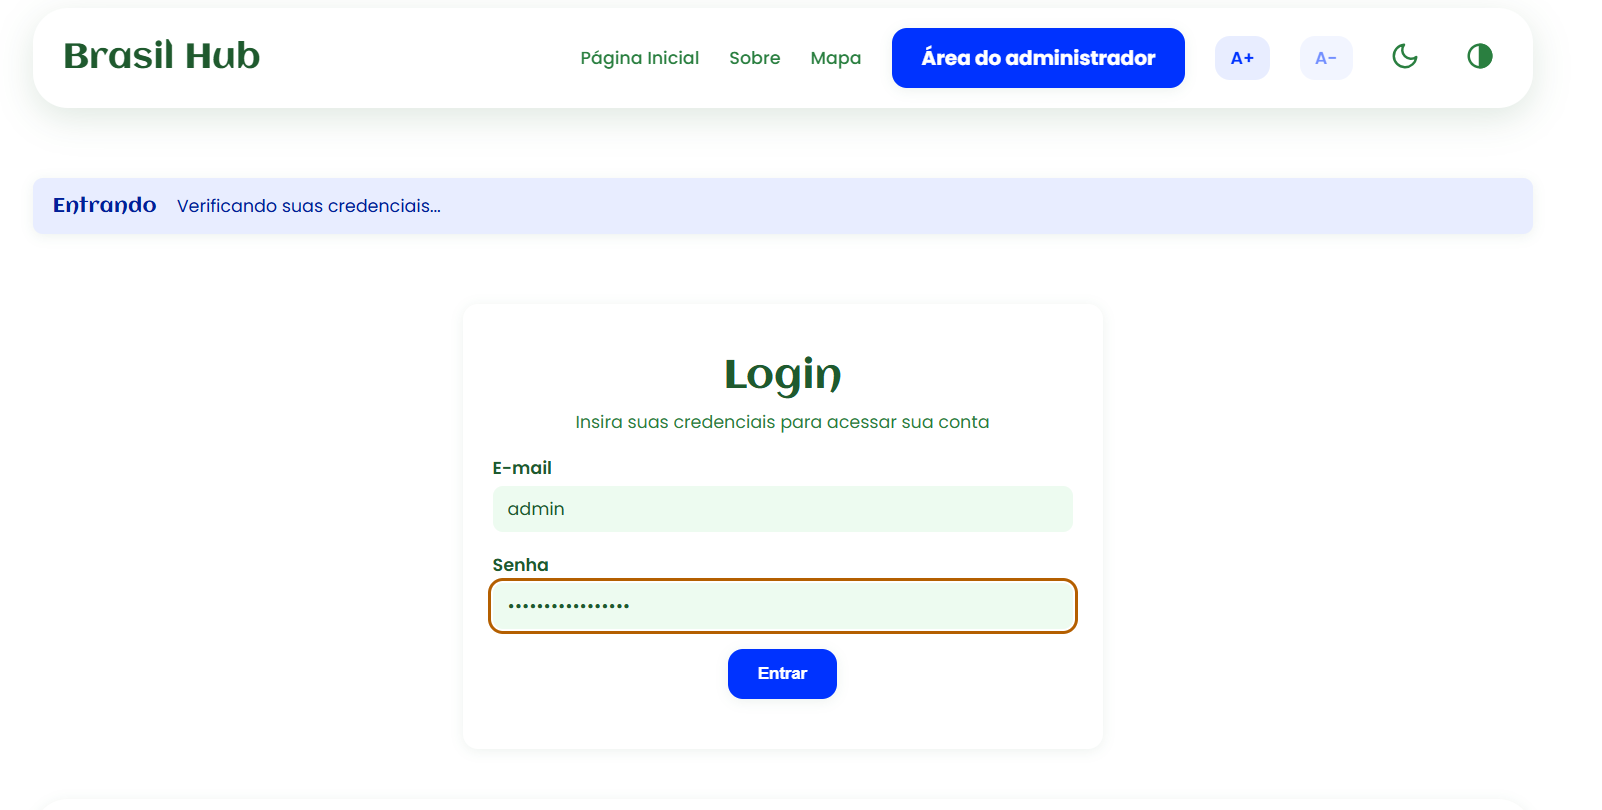 Brasil Hub
Página Inicial Sobre Mapa Área do administrador A+ A-
Entrando Verificando suas credenciais...
Login
Insira suas credenciais para acessar sua conta
E-mail
admin
Senha
•••••••••••••••••
Entrar